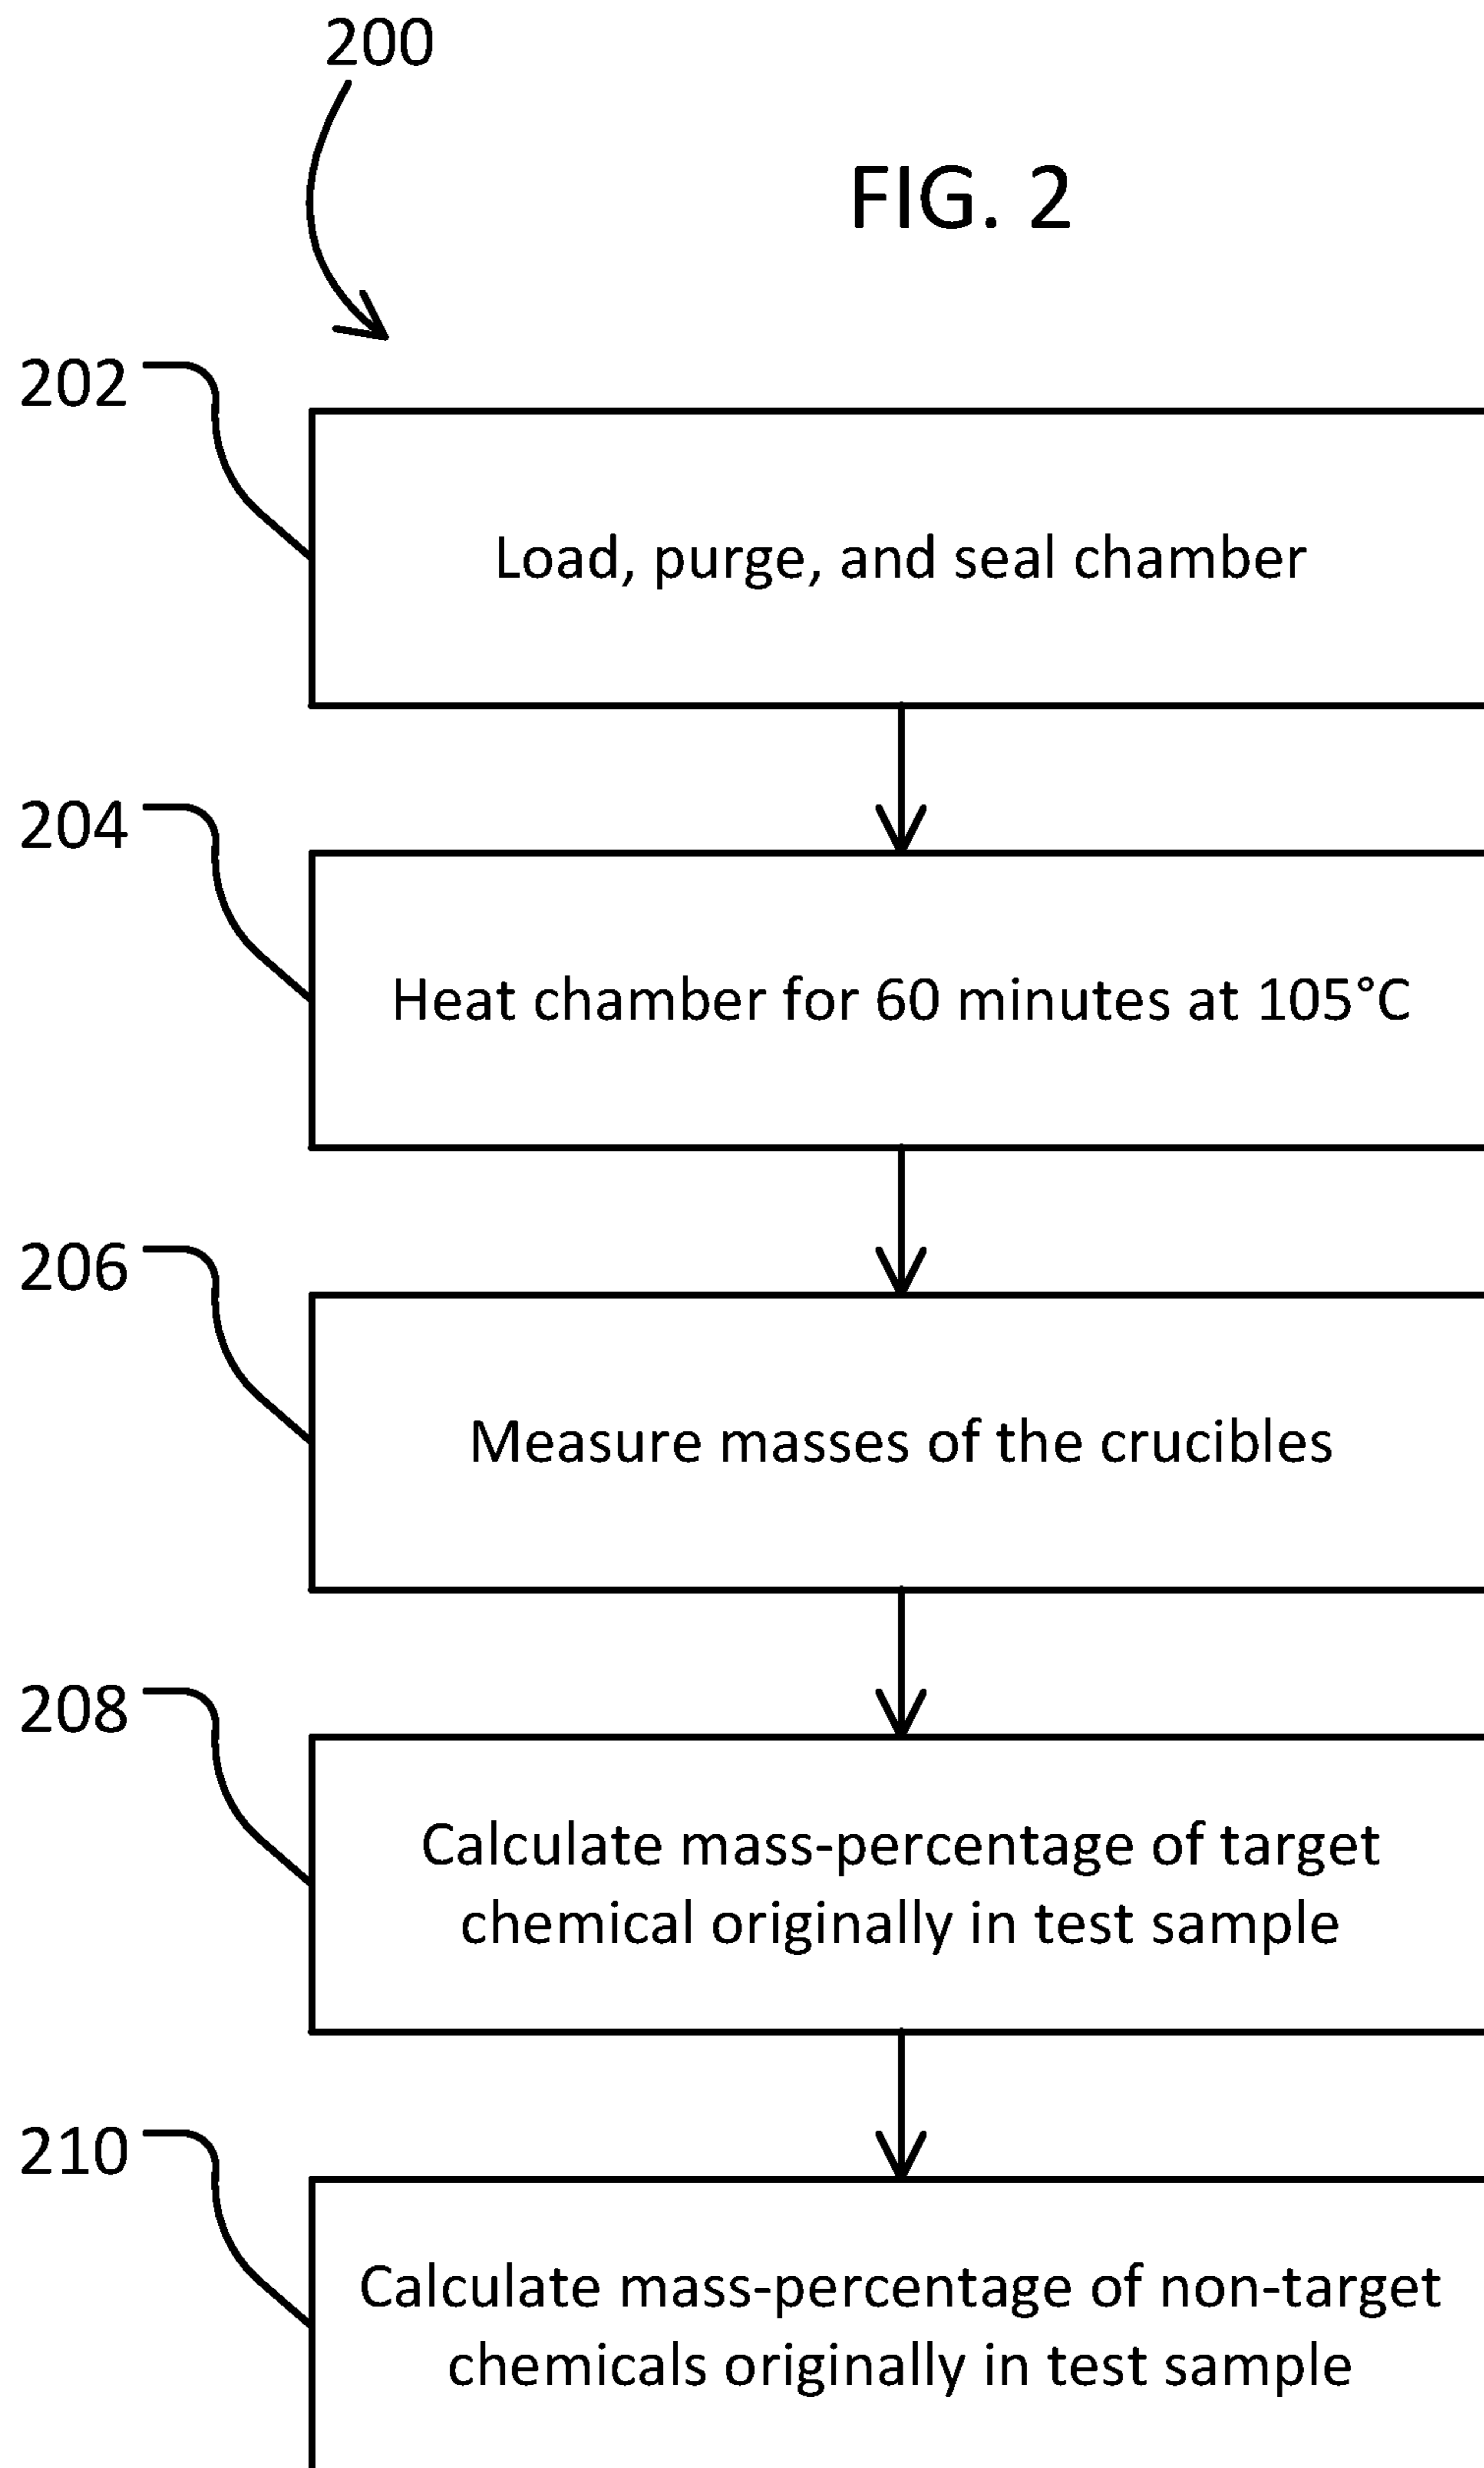 200
FIG. 2
202
Load, purge, and seal chamber
204
Heat chamber for 60 minutes at 105°C
206
Measure masses of the crucibles
208
Calculate mass-percentage of target
chemical originally in test sample
210
Calculate mass-percentage of non-target
chemicals originally in test sample